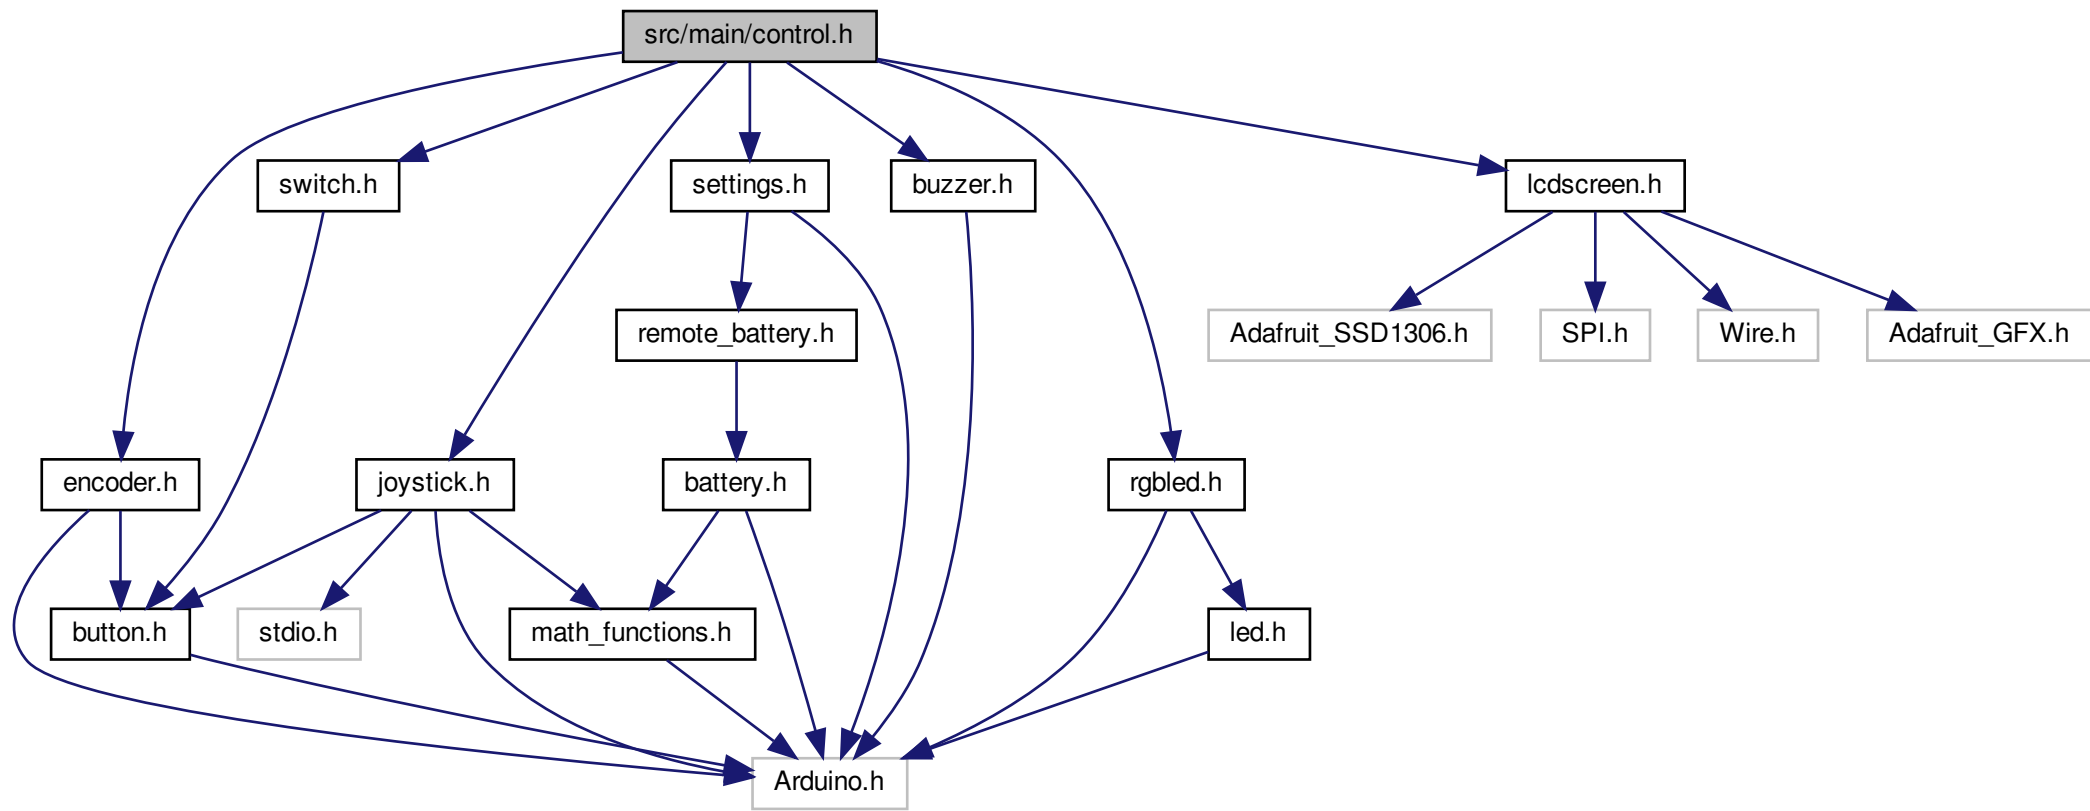 src/main/control.h
switch.h
settings.h
buzzer.h
lcdscreen.h
remote_battery.h
Adafruit_SSD1306.h
SPI.h
Wire.h
Adafruit_GFX.h
encoder.h
joystick.h
battery.h
rgbled.h
button.h
stdio.h
math_functions.h
led.h
Arduino.h